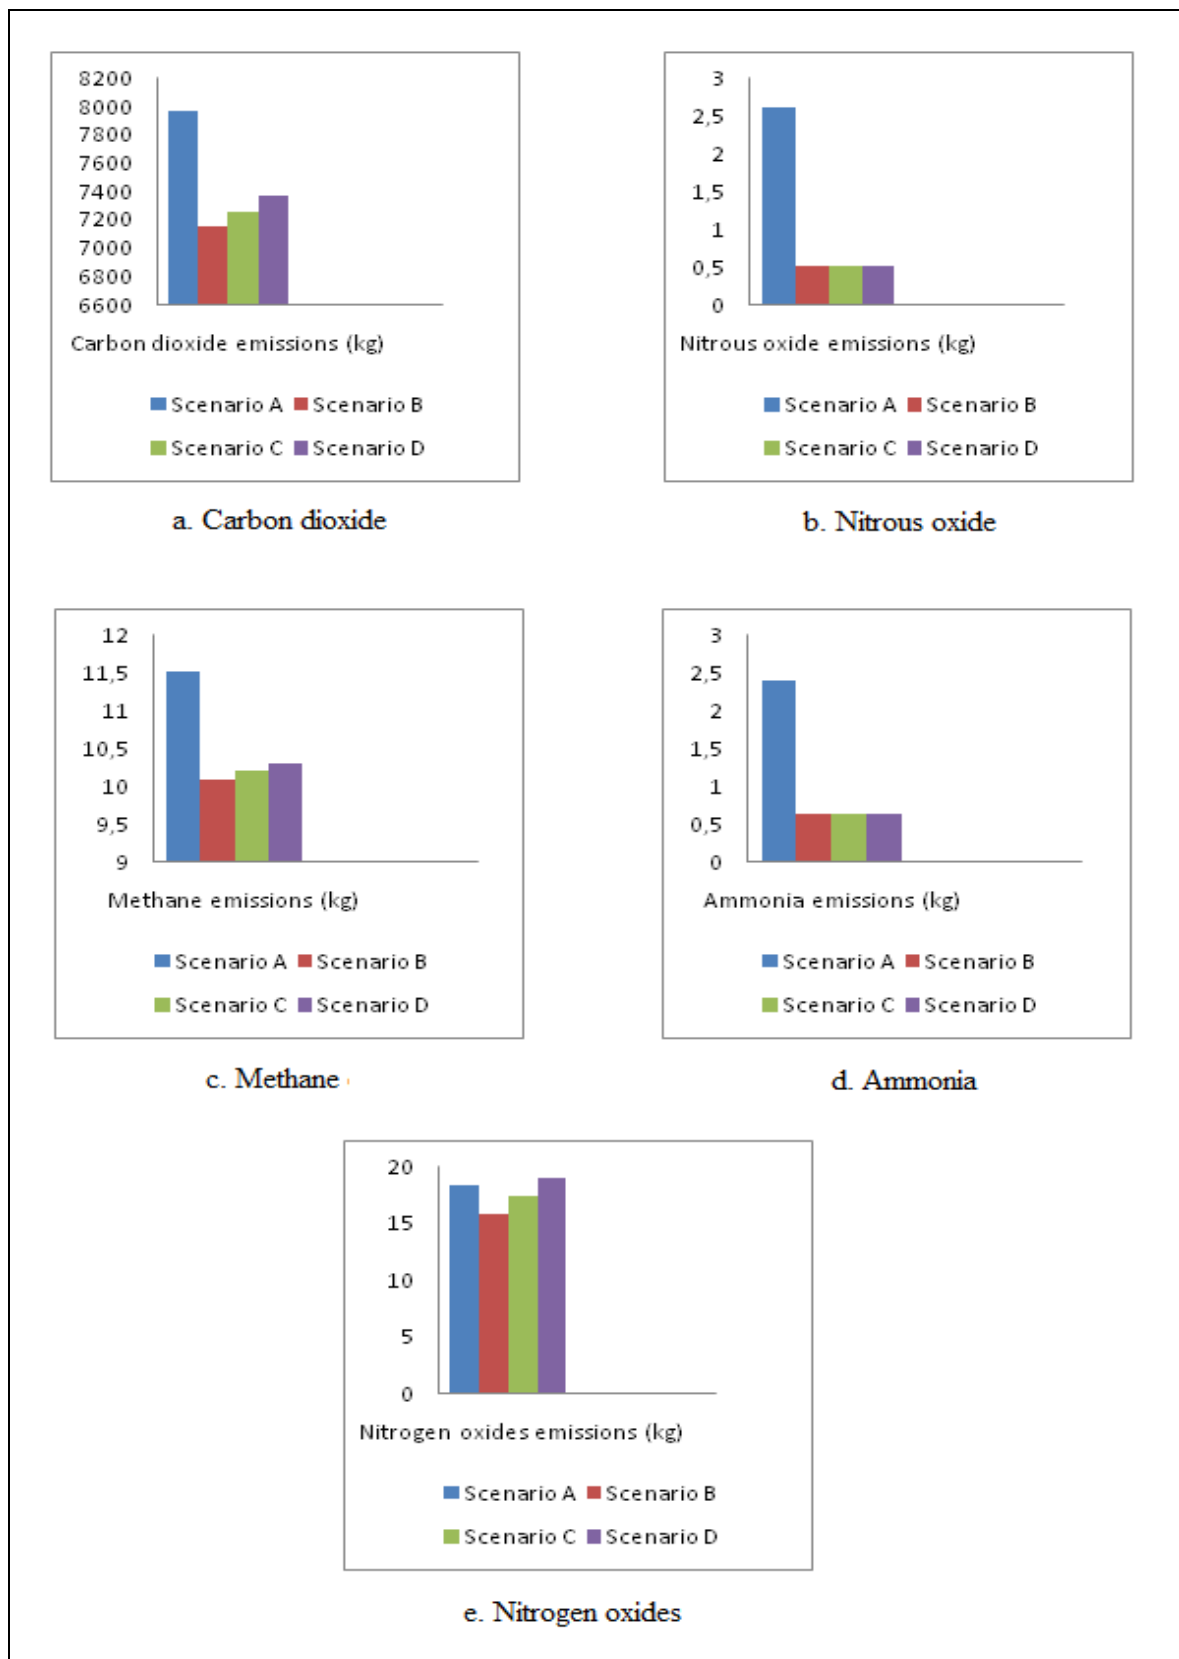 8200
8000
7800
7600
7400
7200
7000
6800
6600
Carbon dioxide emissions (kg)
Scenario A Scenario B
Scenario C Scenario D
a. Carbon dioxide
3
2,5
2
1,5
1
0,5
0
Nitrous oxide emissions (kg)
Scenario A Scenario B
Scenario C Scenario D
b. Nitrous oxide
12
11,5
11
10,5
10
9,5
9
Methane emissions (kg)
Scenario A Scenario B
Scenario C Scenario D
c. Methane
3
2,5
2
1,5
1
0,5
0
Ammonia emissions (kg)
Scenario A Scenario B
Scenario C Scenario D
d. Ammonia
20
15
10
5
0
Nitrogen oxides emissions (kg)
Scenario A Scenario B
Scenario C Scenario D
e. Nitrogen oxides